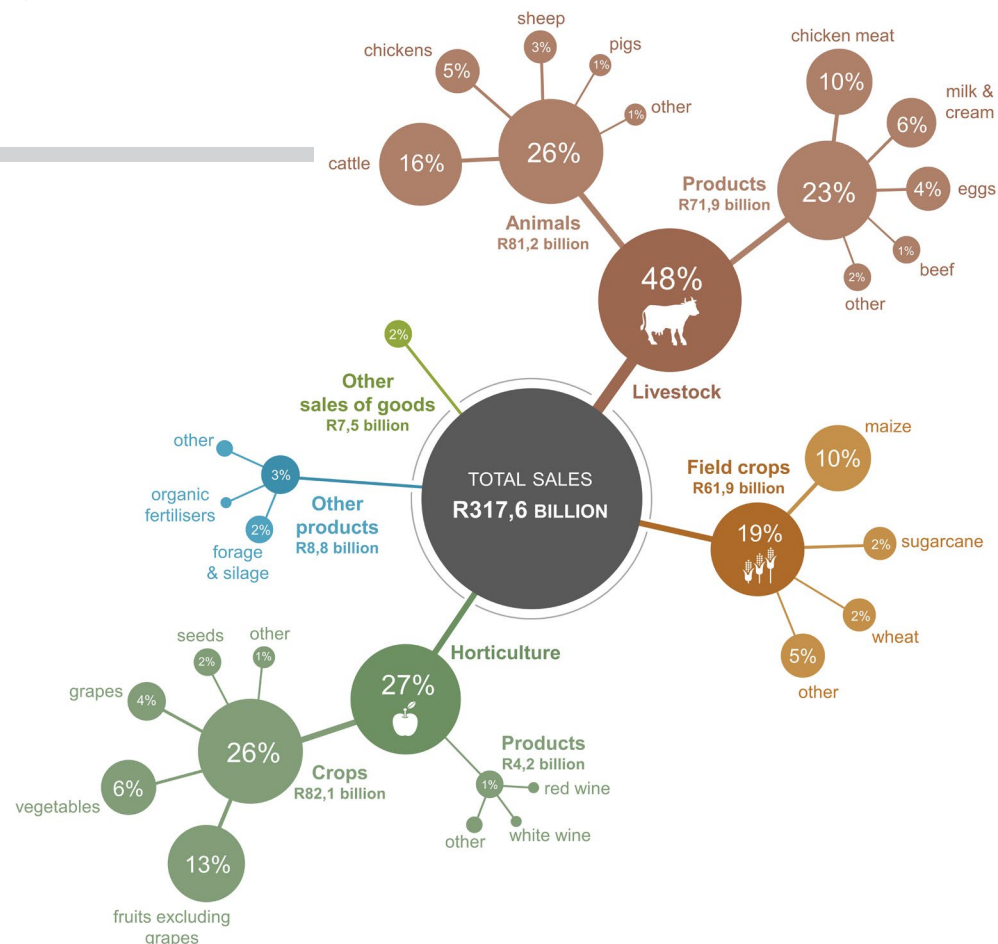 sheep
3%
pigs
1%
chickens
5%
other
1%
cattle
16%
26%
Animals
R81,2 billion
chicken meat
10%
milk &
cream
6%
Products
R71,9 billion
23%
4%
eggs
1%
beef
2%
other
48%
Livestock
2%
Other
sales of goods
R7,5 billion
other
3%
organic
fertilisers
Other
products
R8,8 billion
2%
forage
& silage
TOTAL SALES
R317,6 BILLION
Field crops
R61,9 billion
19%
maize
10%
2%
sugarcane
2%
wheat
5%
other
Horticulture
27%
seeds
2%
other
1%
grapes
4%
26%
Crops
R82,1 billion
6%
vegetables
13%
fruits excluding
grapes
Products
R4,2 billion
1%
red wine
white wine
other